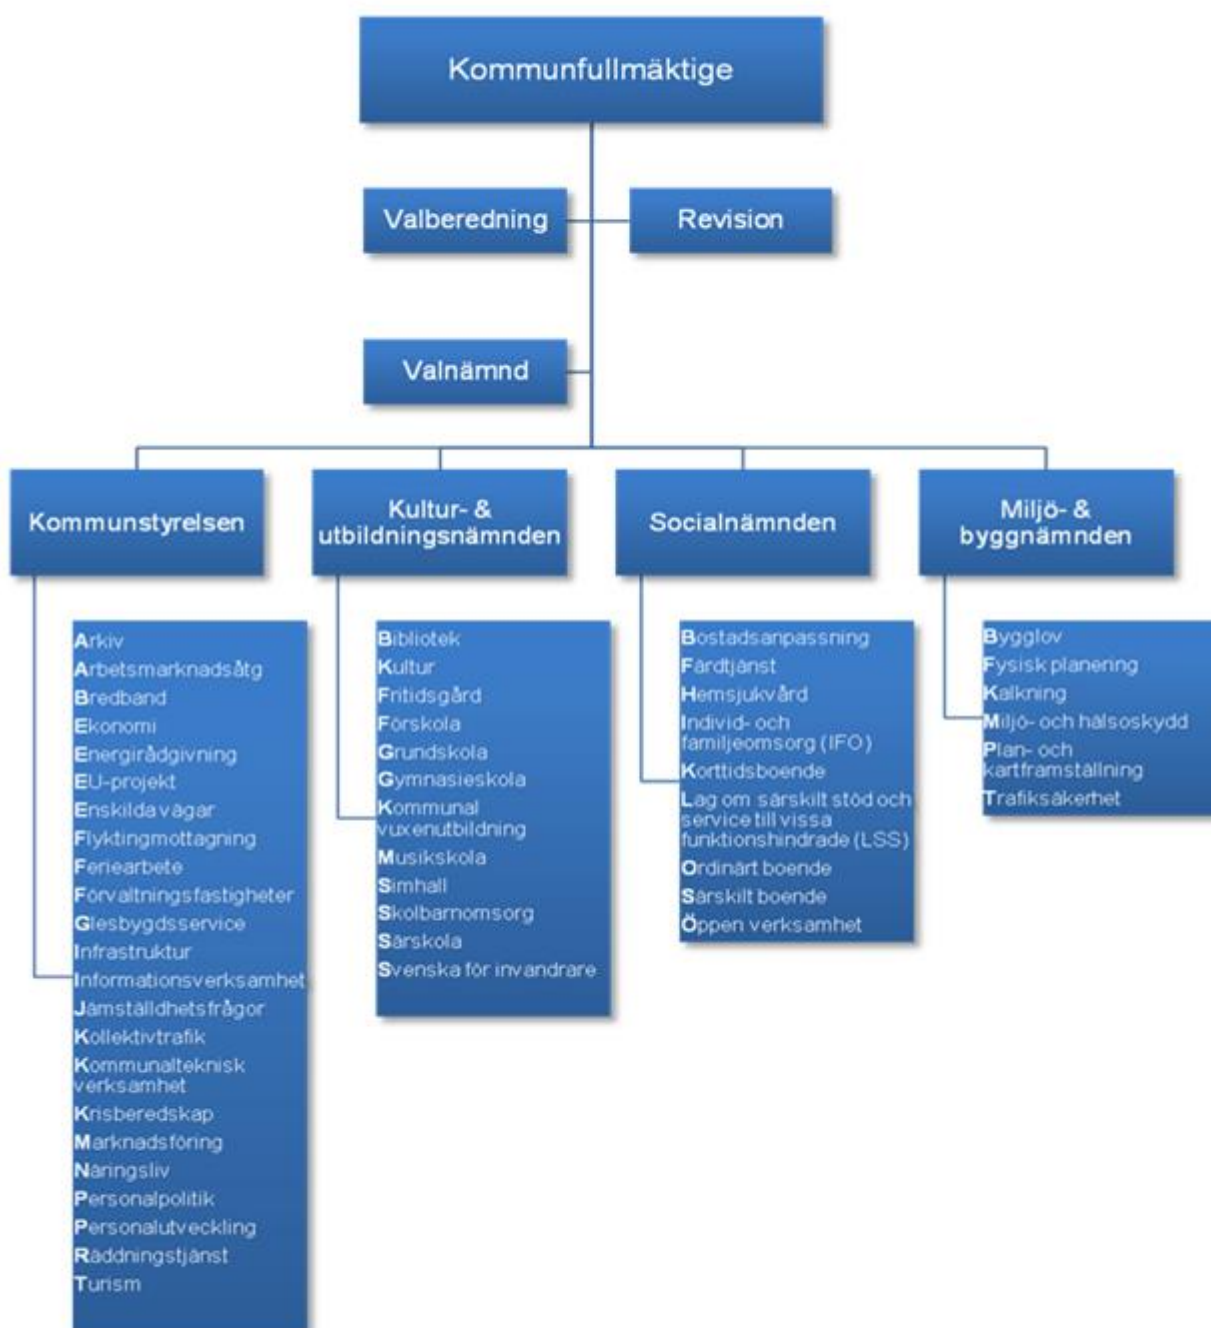 Kommunfullmäktige
Valberedning
Revision
Valnämnd
Kommunstyrelsen
Kultur- &
utbildningsnämnden
Socialnämnden
Miljö- &
byggnämnden
Arkiv
Arbetsmarknadsåtg
Bredband
Ekonomi
Energirådgivning
EU-projekt
Enskilda vägar
Flyktingmottagning
Feriearbete
Förvaltningsfastigheter
Glesbygdsservice
Infrastruktur
Informationsverksamhet
Jämställdhetsfrågor
Kollektivtrafik
Kommunalteknisk
verksamhet
Krisberedskap
Marknadsföring
Näringsliv
Personalpolitik
Personalutveckling
Räddningstjänst
Turism
Bibliotek
Kultur
Fritidsgård
Förskola
Grundskola
Gymnasieskola
Kommunal
vuxenutbildning
Musikskola
Simhall
Skolbarnomsorg
Särskola
Svenska för invandrare
Bostadsanpassning
Färdtjänst
Hemsjukvård
Individ- och
familjeomsorg (IFO)
Korttidsboende
Lag om särskilt stöd och
service till vissa
funktionshindrade (LSS)
Ordinärt boende
Särskilt boende
Öppen verksamhet
Bygglov
Fysisk planering
Kalkning
Miljö- och hälsoskydd
Plan- och
kartframställning
Trafiksäkerhet